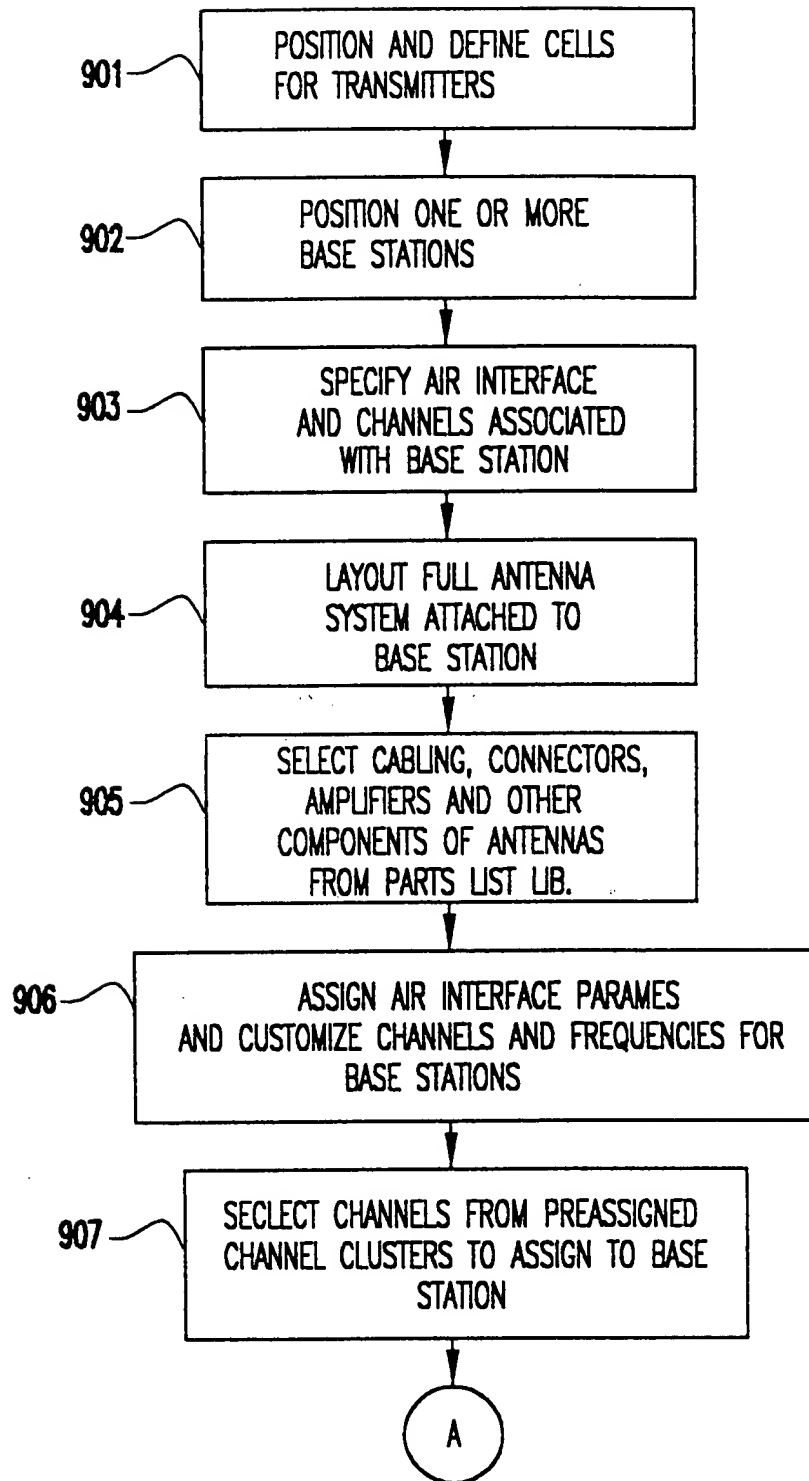 901
POSITION AND DEFINE CELLS
FOR TRANSMITTERS
902
POSITION ONE OR MORE
BASE STATIONS
903
SPECIFY AIR INTERFACE
AND CHANNELS ASSOCIATED
WITH BASE STATION
904
LAYOUT FULL ANTENNA
SYSTEM ATTACHED TO
BASE STATION
905
SELECT CABLING, CONNECTORS,
AMPLIFIERS AND OTHER
COMPONENTS OF ANTENNAS
FROM PARTS LIST LIB.
906
ASSIGN AIR INTERFACE PARAMES
AND CUSTOMIZE CHANNELS AND FREQUENCIES FOR
BASE STATIONS
907
SECLECT CHANNELS FROM PREASSIGNED
CHANNEL CLUSTERS TO ASSIGN TO BASE
STATION
A